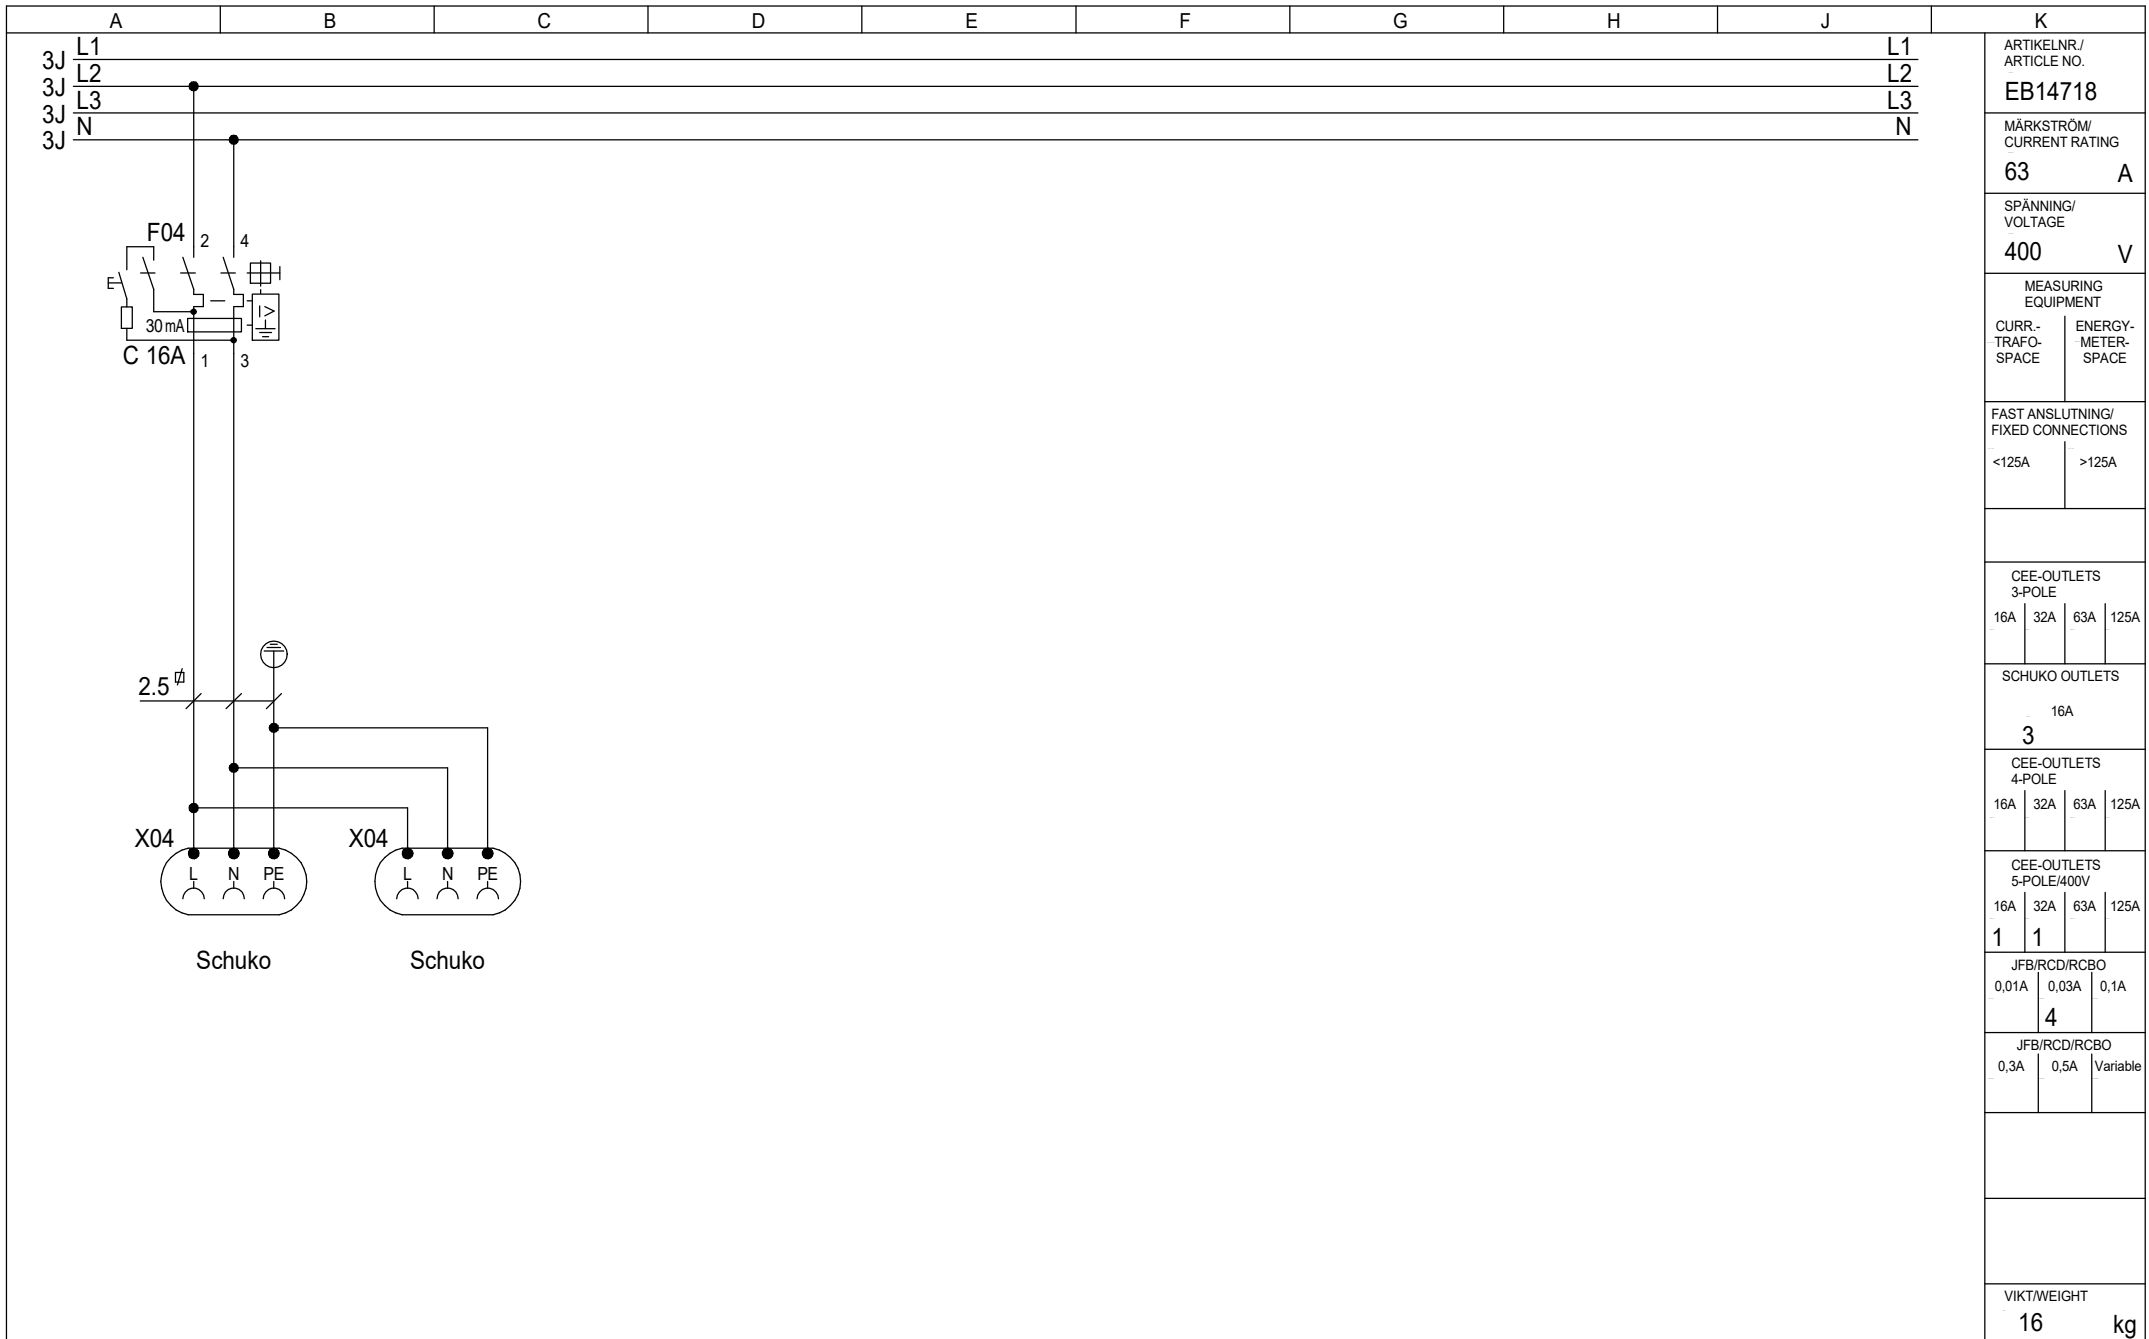 A B C D E F G H J K
3J L1 L1
3J L2 L2
3J L3 L3
3J N N
F04 2 4
30 mA
I>
C 16A 1 3
2.5
X04 X04
L N PE L N PE
Schuko Schuko
ARTIKELNR./
ARTICLE NO.
EB14718
MÄRKSTRÖM/
CURRENT RATING
63 A
SPÄNNING/
VOLTAGE
400 V
MEASURING
EQUIPMENT
CURR.- ENERGY-
TRAFO- METER-
SPACE SPACE
FAST ANSLUTNING/
FIXED CONNECTIONS
<125A >125A
CEE-OUTLETS
3-POLE
16A 32A 63A 125A
SCHUKO OUTLETS
16A
3
CEE-OUTLETS
4-POLE
16A 32A 63A 125A
CEE-OUTLETS
5-POLE/400V
16A 32A 63A 125A
1 1
JFB/RCD/RCBO
0,01A 0,03A 0,1A
4
JFB/RCD/RCBO
0,3A 0,5A Variable
VIKT/WEIGHT
16 kg